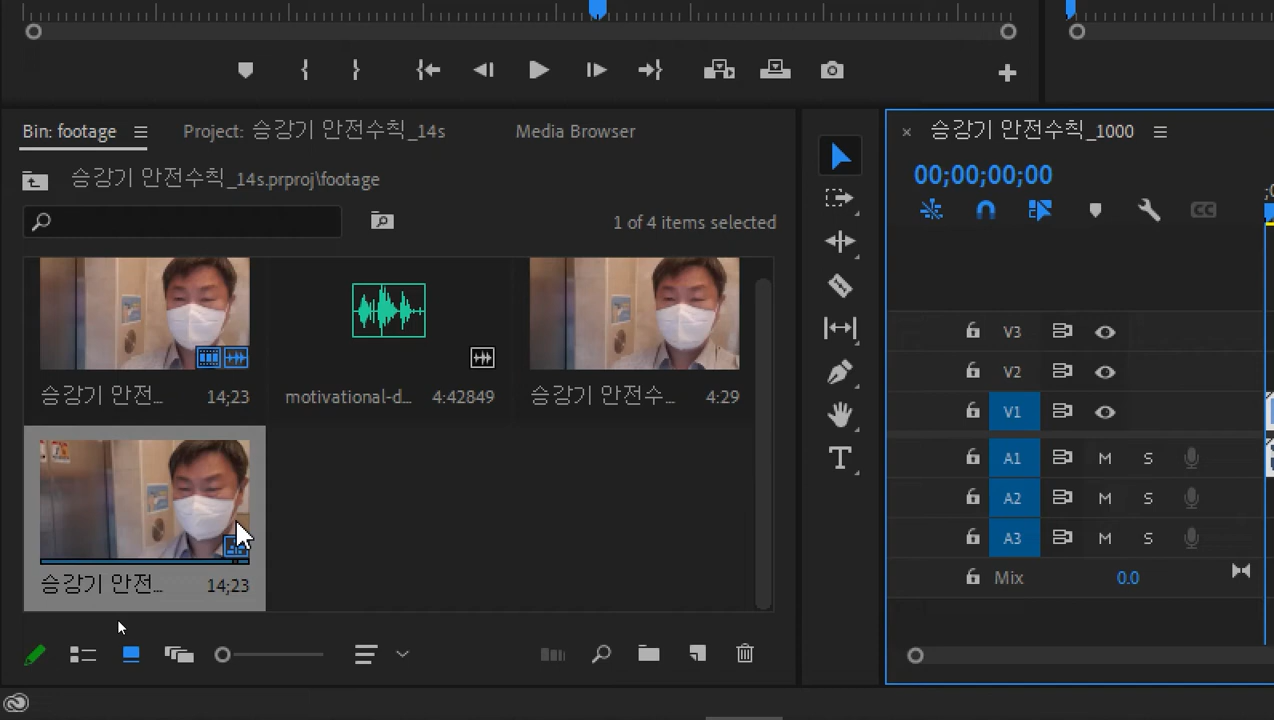 Bin: footage
Project: 승강기 안전수칙_14s
Media Browser
승강기 안전수칙_14s.prproj\footage
1 of 4 items selected
승강기 안전... 14;23
motivational-d... 4:42849
승강기 안전수... 4:29
승강기 안전... 14;23
× 승강기 안전수칙_1000
00;00;00;00
CC
V3
V2
V1
A1 M S
A2 M S
A3 M S
Mix 0.0